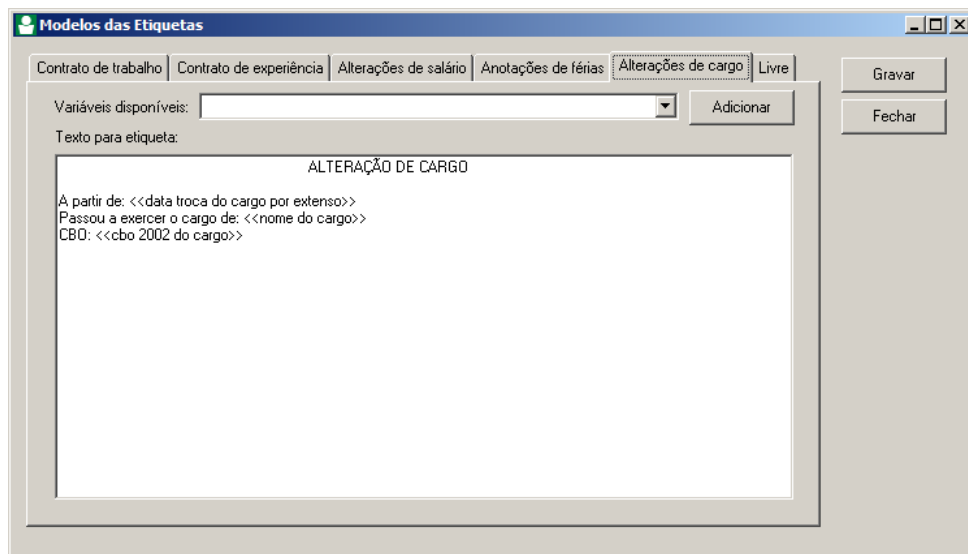 Modelos das Etiquetas
Contrato de trabalho Contrato de experiência Alterações de salário Anotações de férias Alterações de cargo Livre
Gravar
Variáveis disponíveis: Adicionar
Fechar
Texto para etiqueta:
ALTERAÇÃO DE CARGO
A partir de: <<data troca do cargo por extenso>>
Passou a exercer o cargo de: <<nome do cargo>>
CBO: <<cbo 2002 do cargo>>